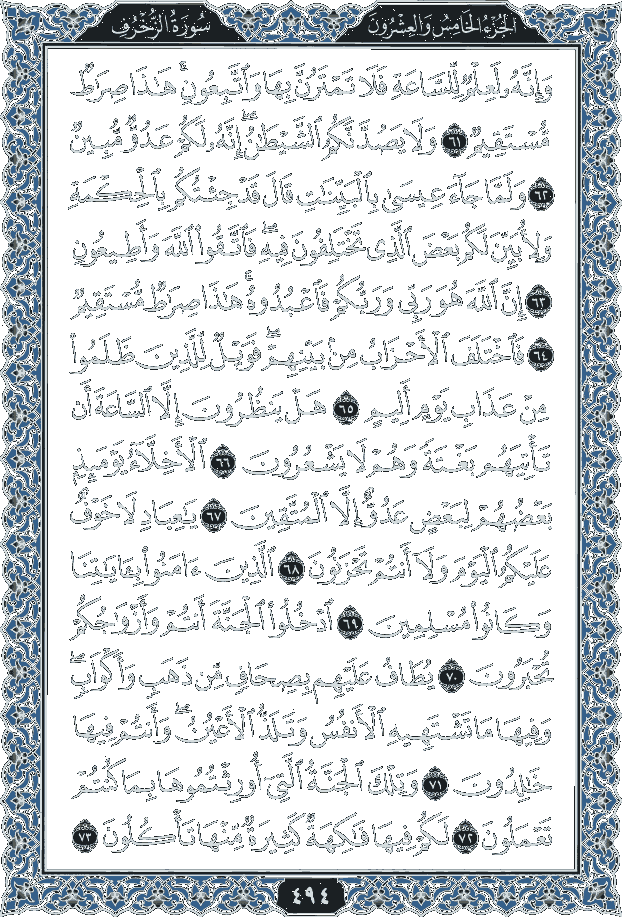 الجزء الخامس والعشرون
سورة الزخرف
وَإِنَّهُۥ لَعِلْمٌ لِّلسَّاعَةِ فَلَا تَمْتَرُنَّ بِهَا وَٱتَّبِعُونِ ۚ هَـٰذَا صِرَٰطٌ
مُّسْتَقِيمٌ ٦١ وَلَا يَصُدَّنَّكُمُ ٱلشَّيْطَـٰنُ ۖ إِنَّهُۥ لَكُمْ عَدُوٌّ مُّبِينٌ
٦٢ وَلَمَّا جَآءَ عِيسَىٰ بِٱلْبَيِّنَـٰتِ قَالَ قَدْ جِئْتُكُم بِٱلْحِكْمَةِ
وَلِأُبَيِّنَ لَكُم بَعْضَ ٱلَّذِى تَخْتَلِفُونَ فِيهِ ۖ فَٱتَّقُوا۟ ٱللَّهَ وَأَطِيعُونِ
٦٣ إِنَّ ٱللَّهَ هُوَ رَبِّى وَرَبُّكُمْ فَٱعْبُدُوهُ ۚ هَـٰذَا صِرَٰطٌ مُّسْتَقِيمٌ
٦٤ فَٱخْتَلَفَ ٱلْأَحْزَابُ مِنۢ بَيْنِهِمْ ۖ فَوَيْلٌ لِّلَّذِينَ ظَلَمُوا۟
مِنْ عَذَابِ يَوْمٍ أَلِيمٍ ٦٥ هَلْ يَنظُرُونَ إِلَّا ٱلسَّاعَةَ أَن
تَأْتِيَهُم بَغْتَةً وَهُمْ لَا يَشْعُرُونَ ٦٦ ٱلْأَخِلَّآءُ يَوْمَئِذٍۭ
بَعْضُهُمْ لِبَعْضٍ عَدُوٌّ إِلَّا ٱلْمُتَّقِينَ ٦٧ يَـٰعِبَادِ لَا خَوْفٌ
عَلَيْكُمُ ٱلْيَوْمَ وَلَآ أَنتُمْ تَحْزَنُونَ ٦٨ ٱلَّذِينَ ءَامَنُوا۟ بِـَٔايَـٰتِنَا
وَكَانُوا۟ مُسْلِمِينَ ٦٩ ٱدْخُلُوا۟ ٱلْجَنَّةَ أَنتُمْ وَأَزْوَٰجُكُمْ
تُحْبَرُونَ ٧٠ يُطَافُ عَلَيْهِم بِصِحَافٍ مِّن ذَهَبٍ وَأَكْوَابٍ ۖ
وَفِيهَا مَا تَشْتَهِيهِ ٱلْأَنفُسُ وَتَلَذُّ ٱلْأَعْيُنُ ۖ وَأَنتُمْ فِيهَا
خَـٰلِدُونَ ٧١ وَتِلْكَ ٱلْجَنَّةُ ٱلَّتِىٓ أُورِثْتُمُوهَا بِمَا كُنتُمْ
تَعْمَلُونَ ٧٢ لَكُمْ فِيهَا فَـٰكِهَةٌ كَثِيرَةٌ مِّنْهَا تَأْكُلُونَ ٧٣
٤٩٤